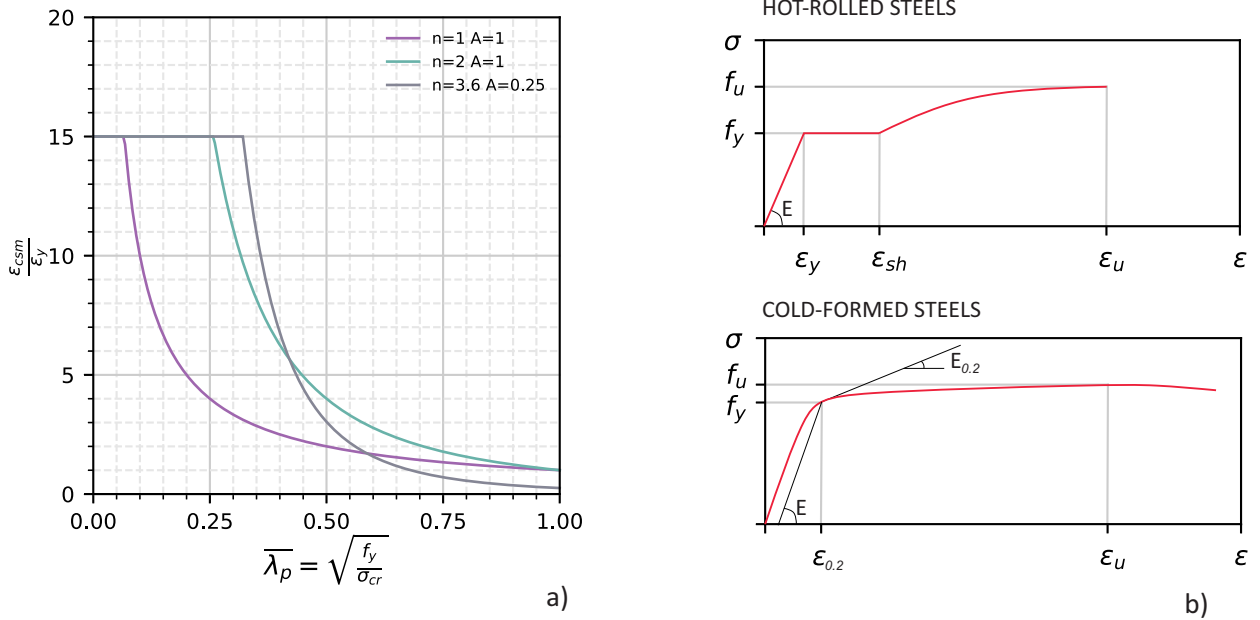 20
15
10
5
0
ε_csm/ε_y
n=1 A=1
n=2 A=1
n=3.6 A=0.25
0.00 0.25 0.50 0.75 1.00
λ̅_p = √(f_y/σ_cr)
a)
HOT-ROLLED STEELS
σ
f_u
f_y
E
ε_y ε_sh ε_u ε
COLD-FORMED STEELS
σ
E_0.2
f_u
f_y
E
ε_0.2 ε_u ε
b)